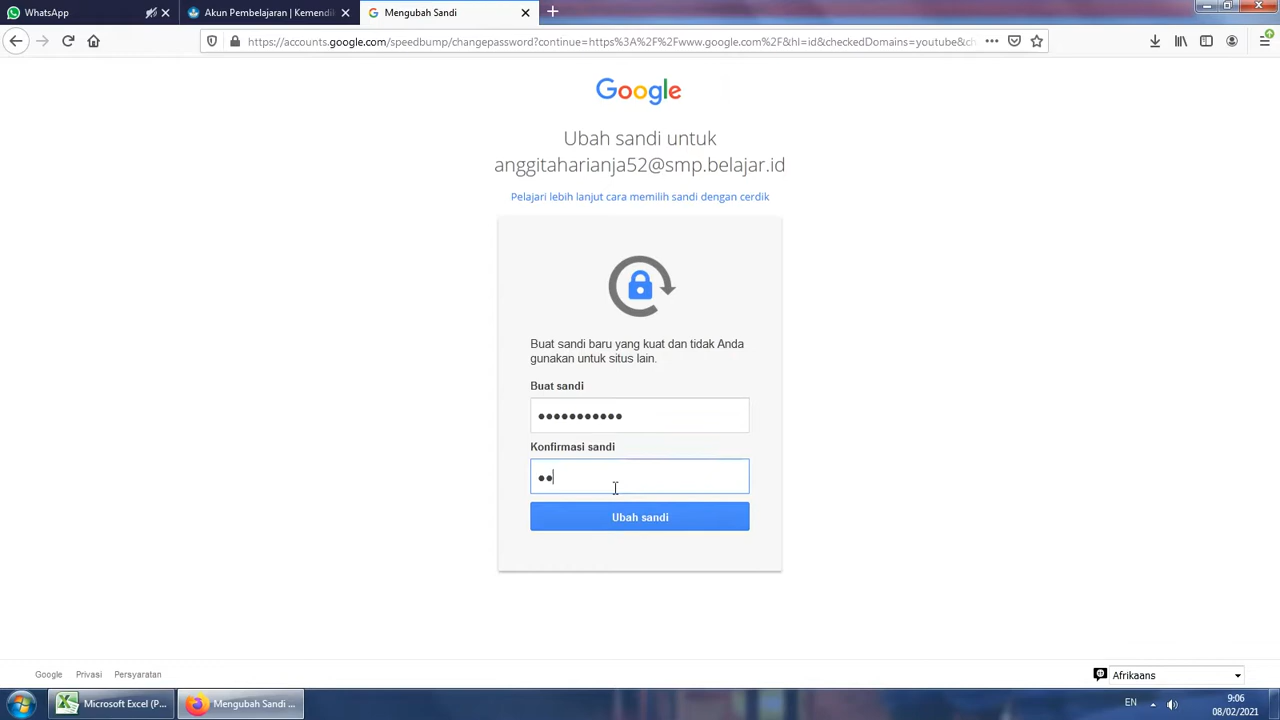 WhatsApp
Akun Pembelajaran | Kemendi
Mengubah Sandi
https://accounts.google.com/speedbump/changepassword?continue=https%3A%2F%2Fwww.google.com%2F&hl=id&checkedDomains=youtube&c
Google
Ubah sandi untuk
anggitaharianja52@smp.belajar.id
Pelajari lebih lanjut cara memilih sandi dengan cerdik
Buat sandi baru yang kuat dan tidak Anda
gunakan untuk situs lain.
Buat sandi
●●●●●●●●●●●
Konfirmasi sandi
●●
Ubah sandi
Google
Privasi
Persyaratan
Afrikaans
Microsoft Excel (P...
Mengubah Sandi ...
EN
9:06
08/02/2021